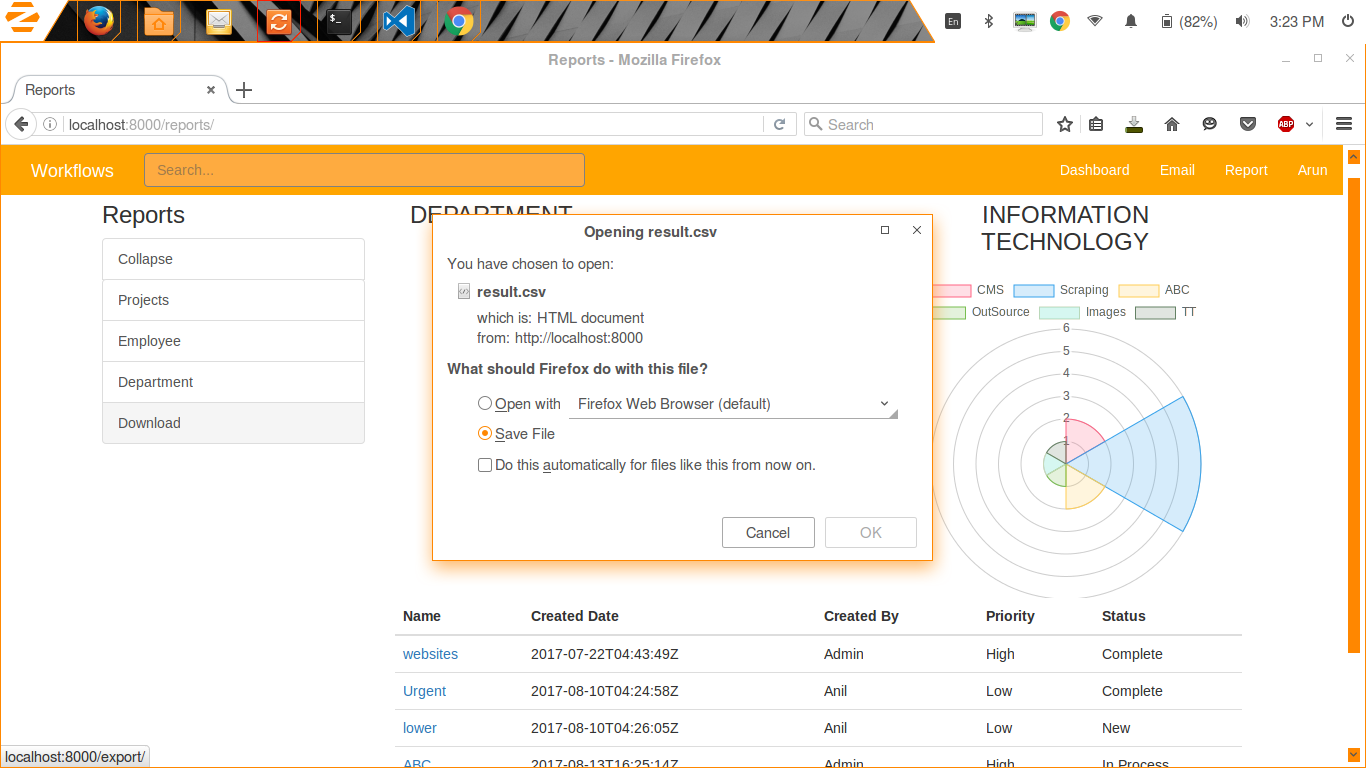 En
(82%)
3:23 PM
Reports - Mozilla Firefox
Reports
localhost:8000/reports/
Search
ABP
Workflows
Search...
Dashboard
Email
Report
Arun
Reports
Collapse
Projects
Employee
Department
Download
DEPARTMENT
INFORMATION
TECHNOLOGY
CMS
Scraping
ABC
OutSource
Images
TT
6
5
4
3
2
1
Opening result.csv
You have chosen to open:
result.csv
which is: HTML document
from: http://localhost:8000
What should Firefox do with this file?
Open with
Firefox Web Browser (default)
Save File
Do this automatically for files like this from now on.
Cancel
OK
Name Created Date Created By Priority Status
websites 2017-07-22T04:43:49Z Admin High Complete
Urgent 2017-08-10T04:24:58Z Anil Low Complete
lower 2017-08-10T04:26:05Z Anil Low New
ABC 2017-08-13T16:25:14Z Admin High In Process
localhost:8000/export/